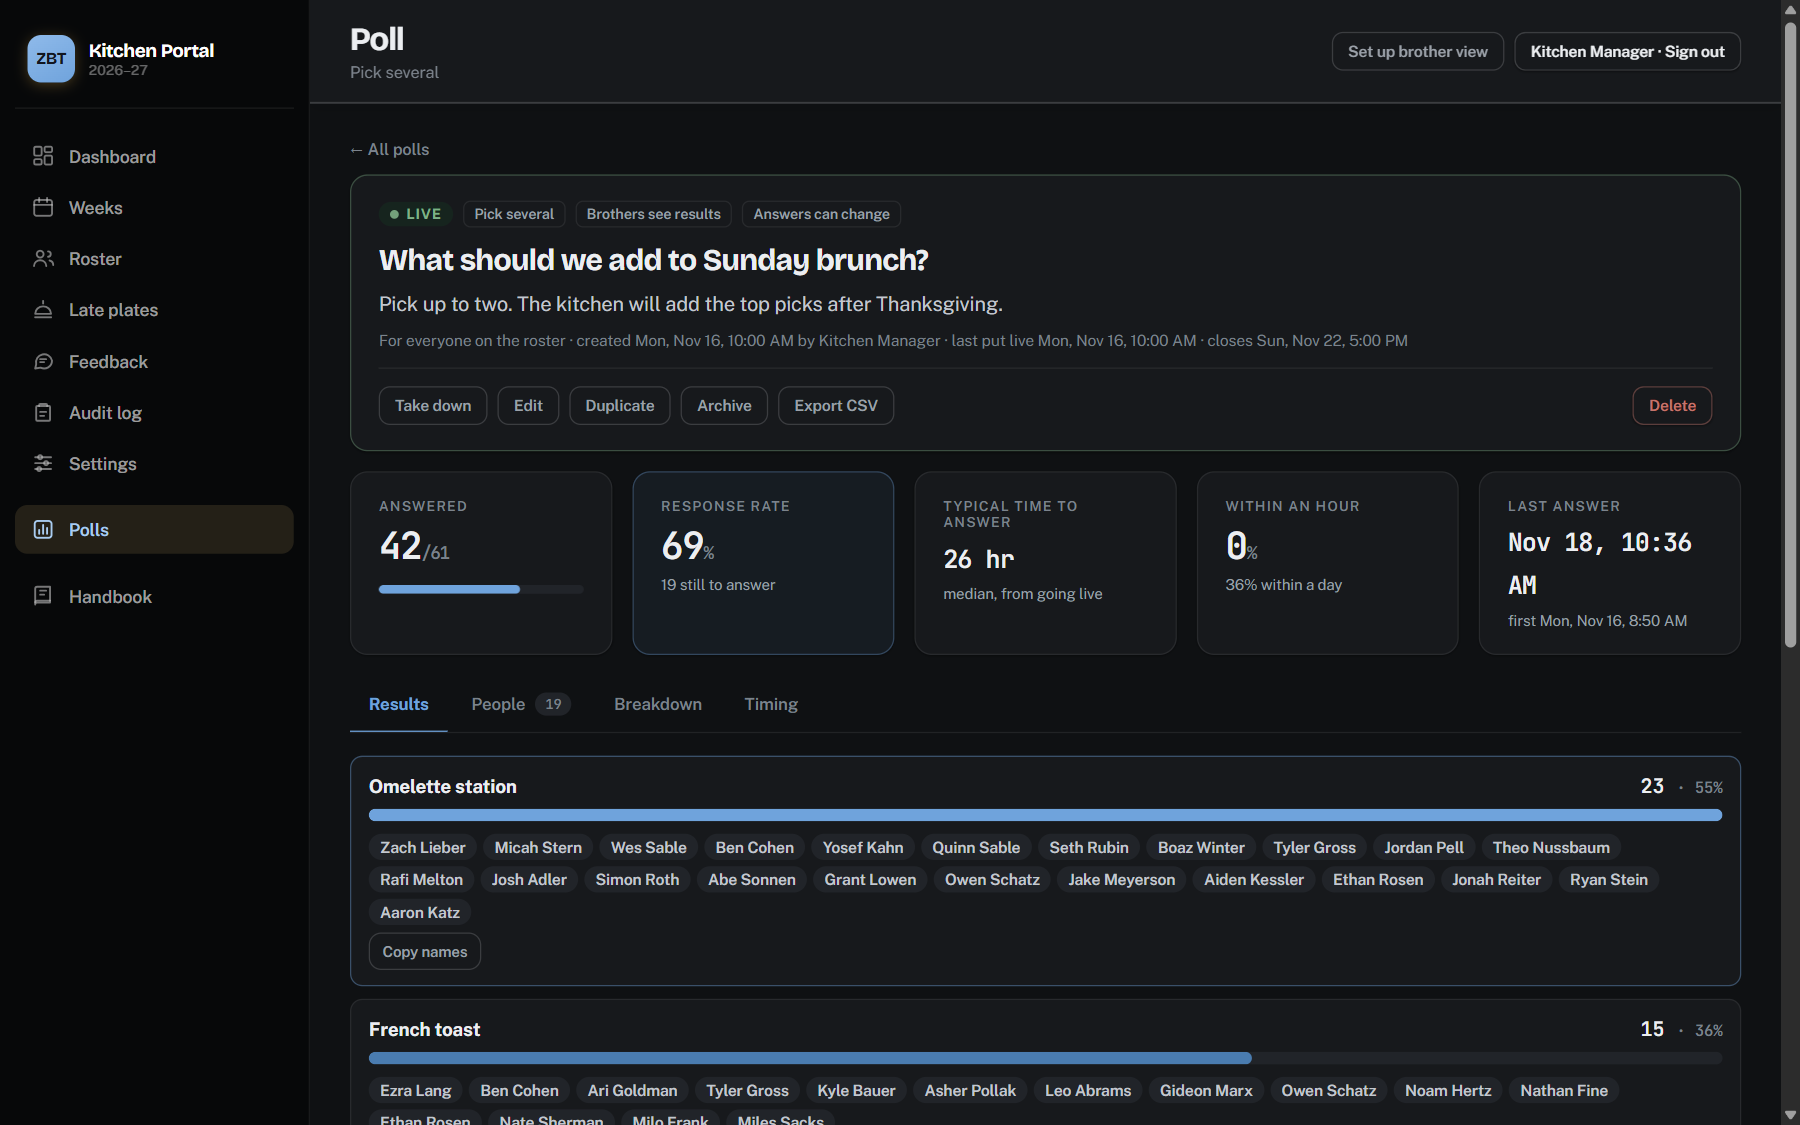 ZBT
Kitchen Portal
2026–27
Dashboard
Weeks
Roster
Late plates
Feedback
Audit log
Settings
Polls
Handbook
Poll
Pick several
Set up brother view
Kitchen Manager · Sign out
← All polls
LIVE
Pick several
Brothers see results
Answers can change
What should we add to Sunday brunch?
Pick up to two. The kitchen will add the top picks after Thanksgiving.
For everyone on the roster · created Mon, Nov 16, 10:00 AM by Kitchen Manager · last put live Mon, Nov 16, 10:00 AM · closes Sun, Nov 22, 5:00 PM
Take down
Edit
Duplicate
Archive
Export CSV
Delete
ANSWERED
42/61
RESPONSE RATE
69%
19 still to answer
TYPICAL TIME TO
ANSWER
26 hr
median, from going live
WITHIN AN HOUR
0%
36% within a day
LAST ANSWER
Nov 18, 10:36
AM
first Mon, Nov 16, 8:50 AM
Results
People 19
Breakdown
Timing
Omelette station
23 · 55%
Zach Lieber Micah Stern Wes Sable Ben Cohen Yosef Kahn Quinn Sable Seth Rubin Boaz Winter Tyler Gross Jordan Pell Theo Nussbaum
Rafi Melton Josh Adler Simon Roth Abe Sonnen Grant Lowen Owen Schatz Jake Meyerson Aiden Kessler Ethan Rosen Jonah Reiter Ryan Stein
Aaron Katz
Copy names
French toast
15 · 36%
Ezra Lang Ben Cohen Ari Goldman Tyler Gross Kyle Bauer Asher Pollak Leo Abrams Gideon Marx Owen Schatz Noam Hertz Nathan Fine
Ethan Rosen Nate Sherman Milo Frank Miles Sacks